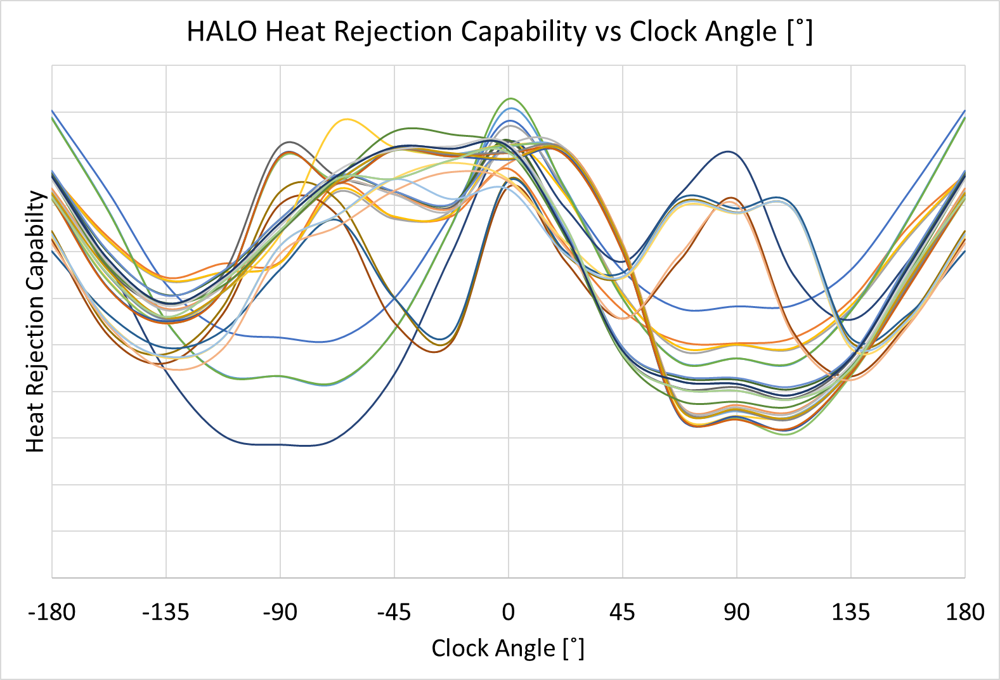 HALO Heat Rejection Capability vs Clock Angle [˚]
Heat Rejection Capabilty
-180 -135 -90 -45 0 45 90 135 180
Clock Angle [˚]